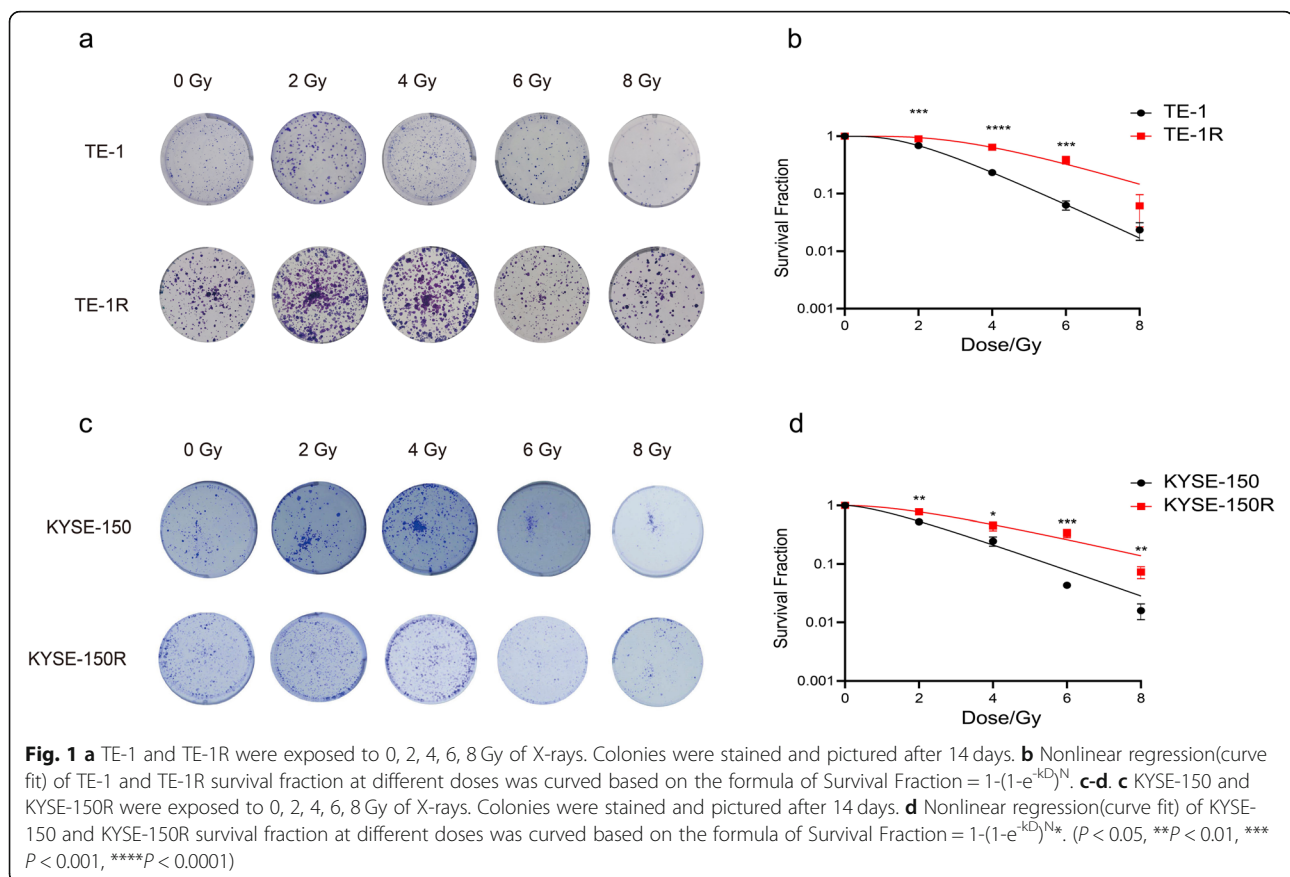 a
0 Gy 2 Gy 4 Gy 6 Gy 8 Gy
TE-1
TE-1R
b
TE-1
TE-1R
Survival Fraction
1
0.1
0.01
0.001
***
****
***
0 2 4 6 8
Dose/Gy
c
0 Gy 2 Gy 4 Gy 6 Gy 8 Gy
KYSE-150
KYSE-150R
d
KYSE-150
KYSE-150R
Survival Fraction
1
0.1
0.01
0.001
**
*
***
**
0 2 4 6 8
Dose/Gy
Fig. 1 a TE-1 and TE-1R were exposed to 0, 2, 4, 6, 8 Gy of X-rays. Colonies were stained and pictured after 14 days. b Nonlinear regression(curve
fit) of TE-1 and TE-1R survival fraction at different doses was curved based on the formula of Survival Fraction = 1-(1-e^-kD)^N. c-d. c KYSE-150 and
KYSE-150R were exposed to 0, 2, 4, 6, 8 Gy of X-rays. Colonies were stained and pictured after 14 days. d Nonlinear regression(curve fit) of KYSE-
150 and KYSE-150R survival fraction at different doses was curved based on the formula of Survival Fraction = 1-(1-e^-kD)^N*. (P < 0.05, **P < 0.01, ***
P < 0.001, ****P < 0.0001)